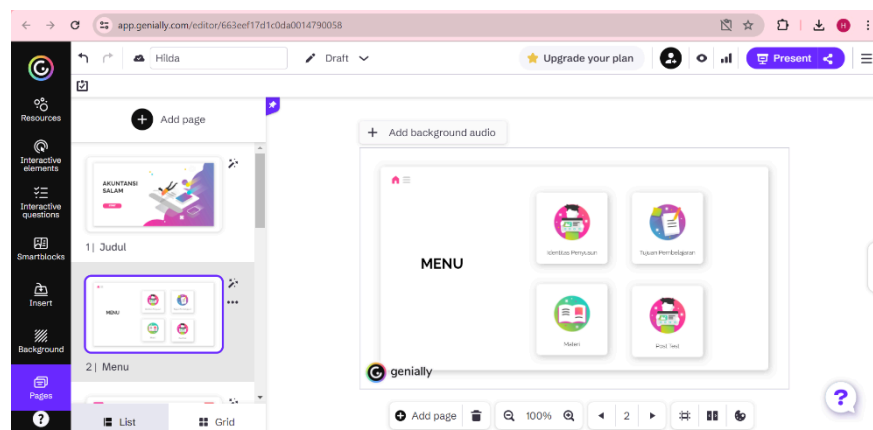 app.genially.com/editor/663eef17d1c0da0014790058
H
Hilda
Draft
Upgrade your plan
Present
Resources
Interactive elements
Interactive questions
Smartblocks
Insert
Background
Pages
?
Add page
AKUNTANSI
SALAM
1| Judul
MENU
2| Menu
List
Grid
+ Add background audio
MENU
Identitas Penyusun
Tujuan Pembelajaran
Materi
Post Test
genially
Add page
100%
2
?